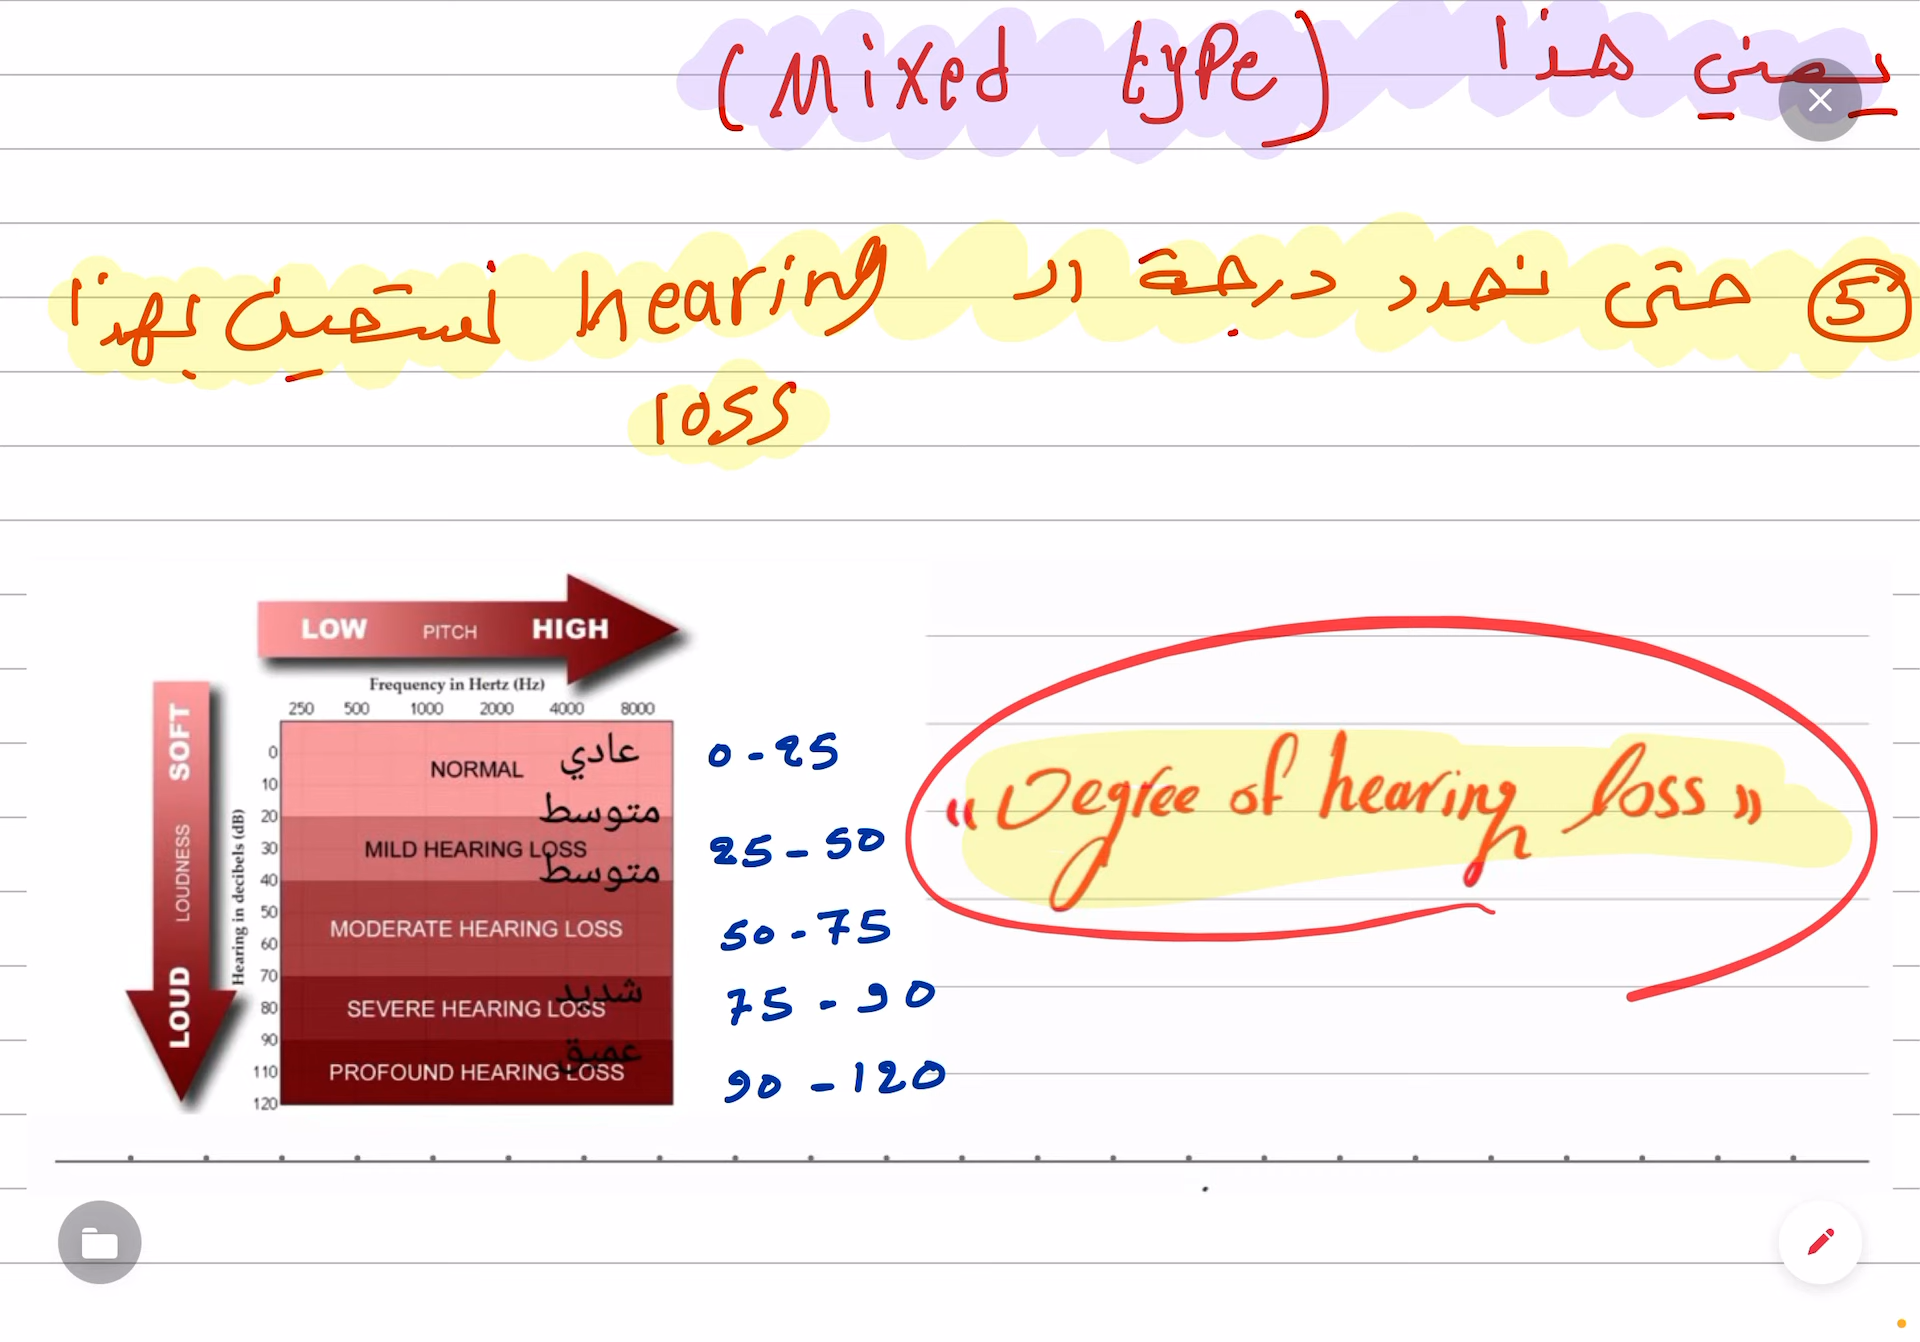 يعني هذا (Mixed type)
⑤ حتى نحدد درجة الـ hearing نستعين بهذا
loss
LOW PITCH HIGH
Frequency in Hertz (Hz)
250 500 1000 2000 4000 8000
SOFT LOUDNESS LOUD
Hearing in decibels (dB)
0
10
20
30
40
50
60
70
80
90
110
120
NORMAL عادي 0-25
متوسط
MILD HEARING LOSS 25-50
متوسط
MODERATE HEARING LOSS 50-75
شديد
SEVERE HEARING LOSS 75-90
عميق
PROFOUND HEARING LOSS 90-120
"Degree of hearing loss"